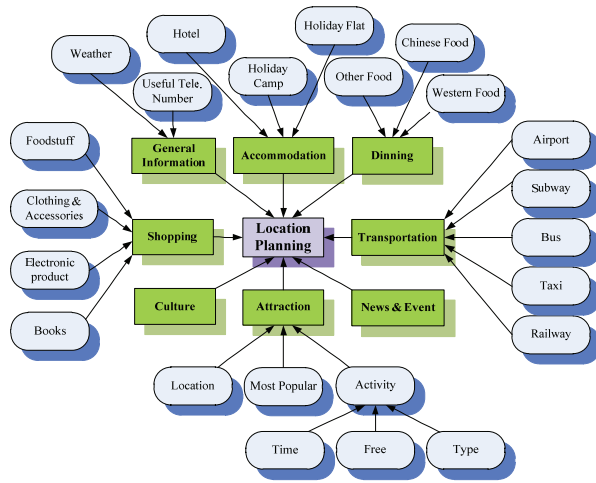 Hotel
Holiday Flat
Chinese Food
Weather
Holiday
Camp
Other Food
Useful Tele.
Number
Western Food
General
Information
Accommodation
Dinning
Foodstuff
Airport
Clothing &
Accessories
Subway
Shopping
Location
Planning
Transportation
Bus
Electronic
product
Taxi
Culture
Attraction
News & Event
Books
Railway
Location
Most Popular
Activity
Time
Free
Type